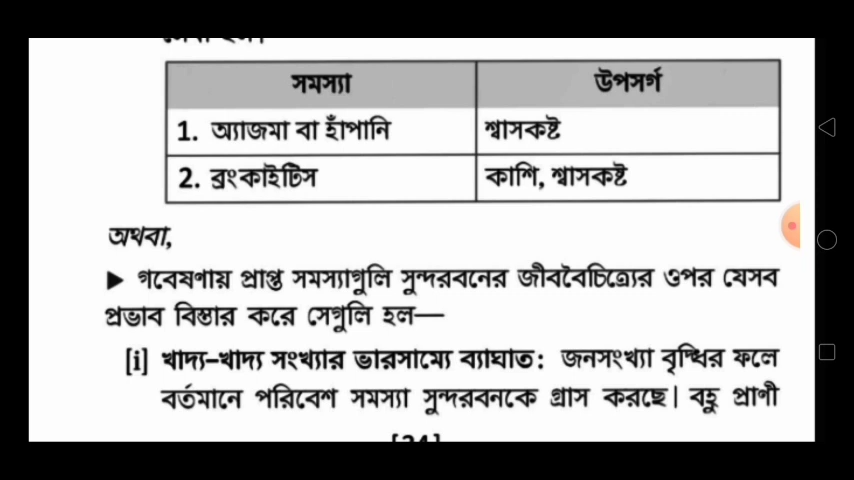 সমস্যা উপসর্গ
1. অ্যাজমা বা হাঁপানি শ্বাসকষ্ট
2. ব্রংকাইটিস কাশি, শ্বাসকষ্ট
অথবা,
▶ গবেষণায় প্রাপ্ত সমস্যাগুলি সুন্দরবনের জীববৈচিত্র্যের ওপর যেসব
প্রভাব বিস্তার করে সেগুলি হল—
[i] খাদ্য-খাদ্য সংখ্যার ভারসাম্যে ব্যাঘাত: জনসংখ্যা বৃদ্ধির ফলে
বর্তমানে পরিবেশ সমস্যা সুন্দরবনকে গ্রাস করছে। বহু প্রাণী